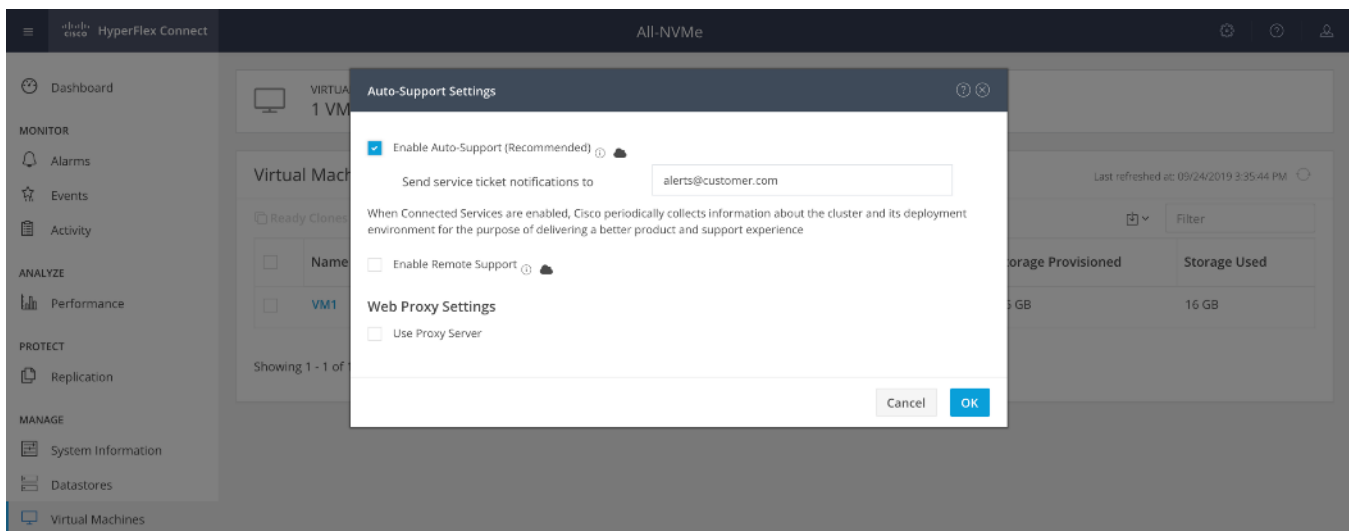 cisco HyperFlex Connect
All-NVMe
Dashboard
MONITOR
Alarms
Events
Activity
ANALYZE
Performance
PROTECT
Replication
MANAGE
System Information
Datastores
Virtual Machines
VIRTUA
1 VM
Virtual Mach
Last refreshed at: 09/24/2019 3:35:44 PM
Ready Clones
Filter
Name
orage Provisioned
Storage Used
VM1
GB
16 GB
Showing 1 - 1 of 1
Auto-Support Settings
Enable Auto-Support (Recommended)
Send service ticket notifications to
alerts@customer.com
When Connected Services are enabled, Cisco periodically collects information about the cluster and its deployment
environment for the purpose of delivering a better product and support experience
Enable Remote Support
Web Proxy Settings
Use Proxy Server
Cancel
OK